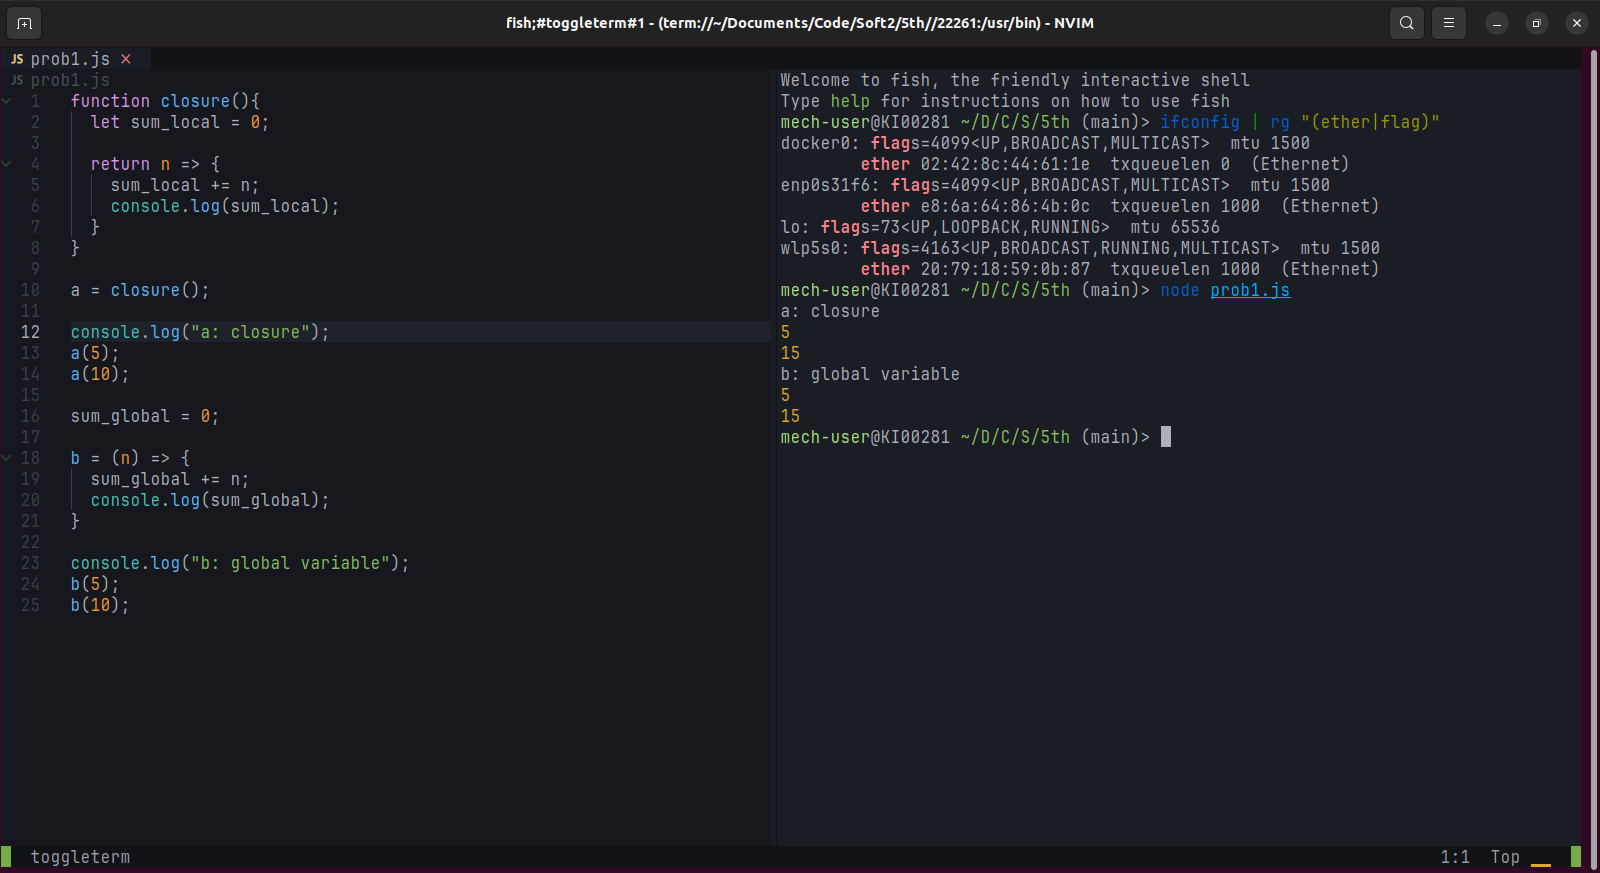 fish;#toggleterm#1 - (term://~/Documents/Code/Soft2/5th//22261:/usr/bin) - NVIM
JS prob1.js ×
JS prob1.js
1 function closure(){
2 let sum_local = 0;
3
4 return n => {
5 sum_local += n;
6 console.log(sum_local);
7 }
8 }
9
10 a = closure();
11
12 console.log("a: closure");
13 a(5);
14 a(10);
15
16 sum_global = 0;
17
18 b = (n) => {
19 sum_global += n;
20 console.log(sum_global);
21 }
22
23 console.log("b: global variable");
24 b(5);
25 b(10);
Welcome to fish, the friendly interactive shell
Type help for instructions on how to use fish
mech-user@KI00281 ~/D/C/S/5th (main)> ifconfig | rg "(ether|flag)"
docker0: flags=4099<UP,BROADCAST,MULTICAST>  mtu 1500
ether 02:42:8c:44:61:1e  txqueuelen 0  (Ethernet)
enp0s31f6: flags=4099<UP,BROADCAST,MULTICAST>  mtu 1500
ether e8:6a:64:86:4b:0c  txqueuelen 1000  (Ethernet)
lo: flags=73<UP,LOOPBACK,RUNNING>  mtu 65536
wlp5s0: flags=4163<UP,BROADCAST,RUNNING,MULTICAST>  mtu 1500
ether 20:79:18:59:0b:87  txqueuelen 1000  (Ethernet)
mech-user@KI00281 ~/D/C/S/5th (main)> node prob1.js
a: closure
5
15
b: global variable
5
15
mech-user@KI00281 ~/D/C/S/5th (main)>
toggleterm
1:1 Top